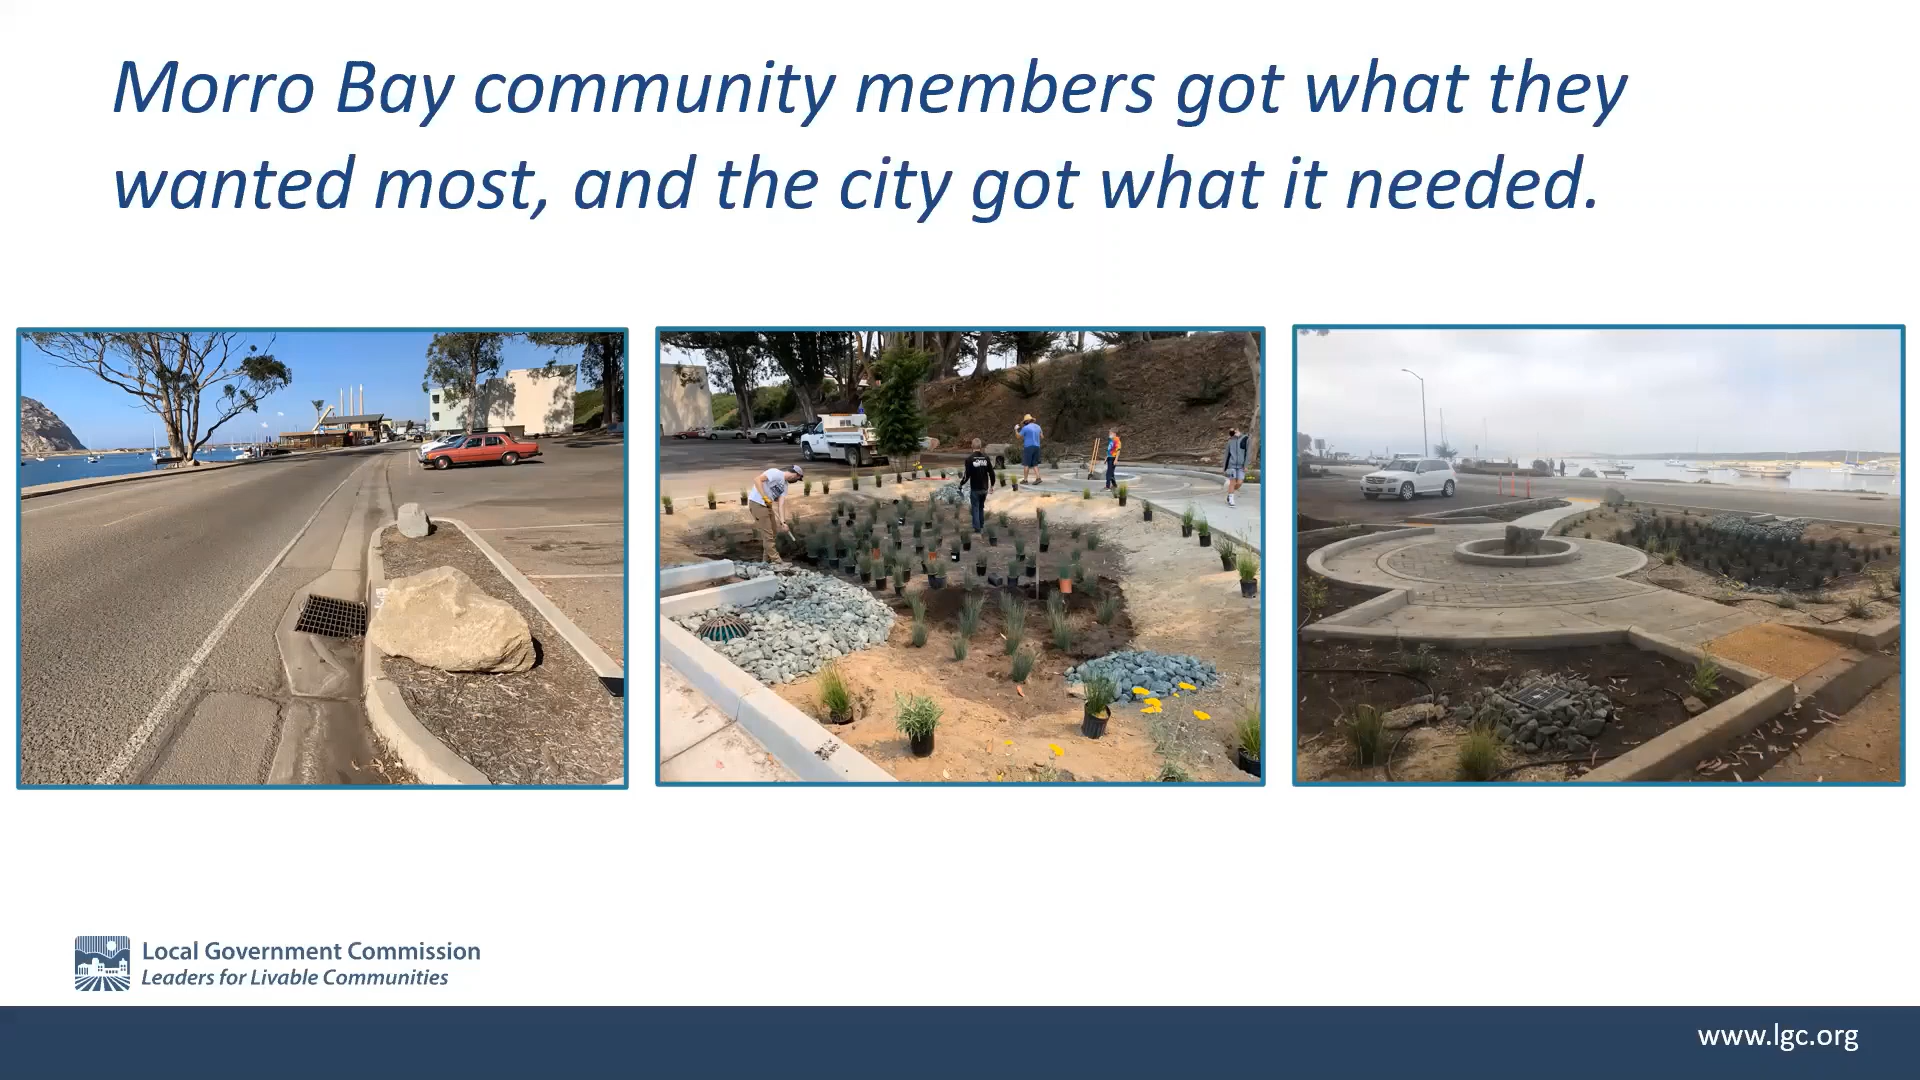 Morro Bay community members got what they
wanted most, and the city got what it needed.
Local Government Commission
Leaders for Livable Communities
www.lgc.org